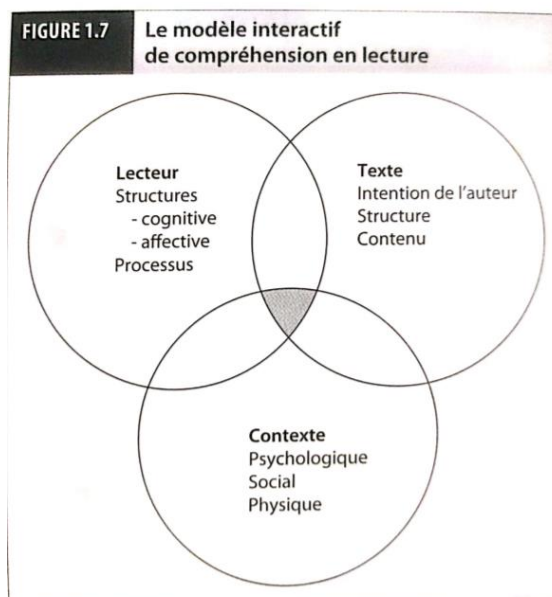 FIGURE 1.7
Le modèle interactif
de compréhension en lecture
Lecteur
Structures
- cognitive
- affective
Processus
Texte
Intention de l'auteur
Structure
Contenu
Contexte
Psychologique
Social
Physique